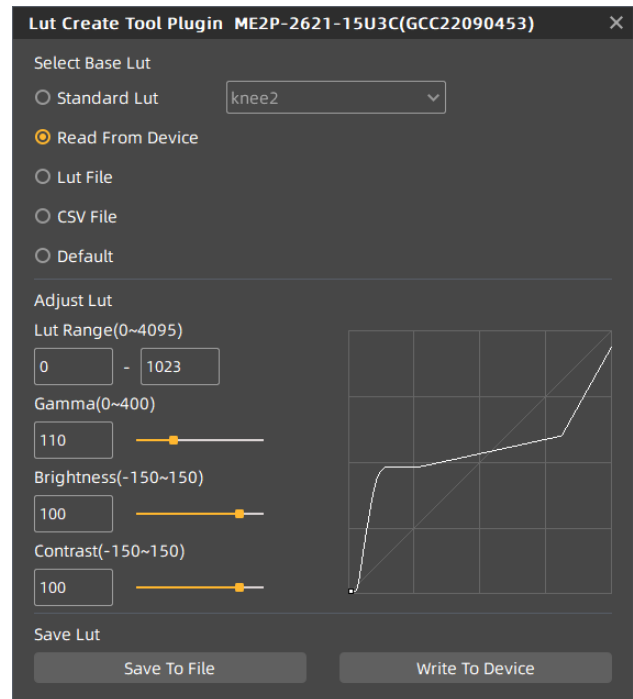 Lut Create Tool Plugin ME2P-2621-15U3C(GCC22090453)
Select Base Lut
Standard Lut knee2
Read From Device
Lut File
CSV File
Default
Adjust Lut
Lut Range(0~4095)
0 - 1023
Gamma(0~400)
110
Brightness(-150~150)
100
Contrast(-150~150)
100
Save Lut
Save To File Write To Device